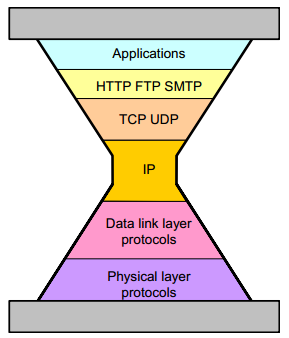 Applications
HTTP FTP SMTP
TCP UDP
IP
Data link layer
protocols
Physical layer
protocols